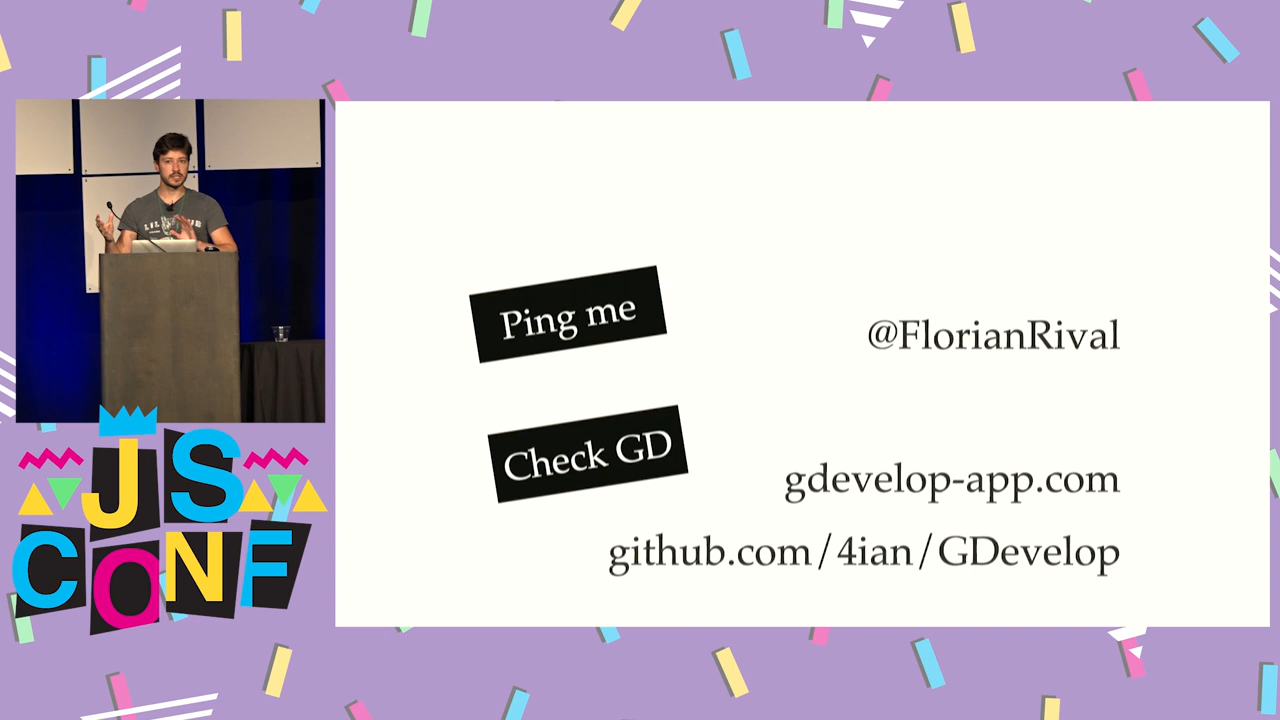 Ping me
@FlorianRival
Check GD
gdevelop-app.com
github.com/4ian/GDevelop
JS
CONF